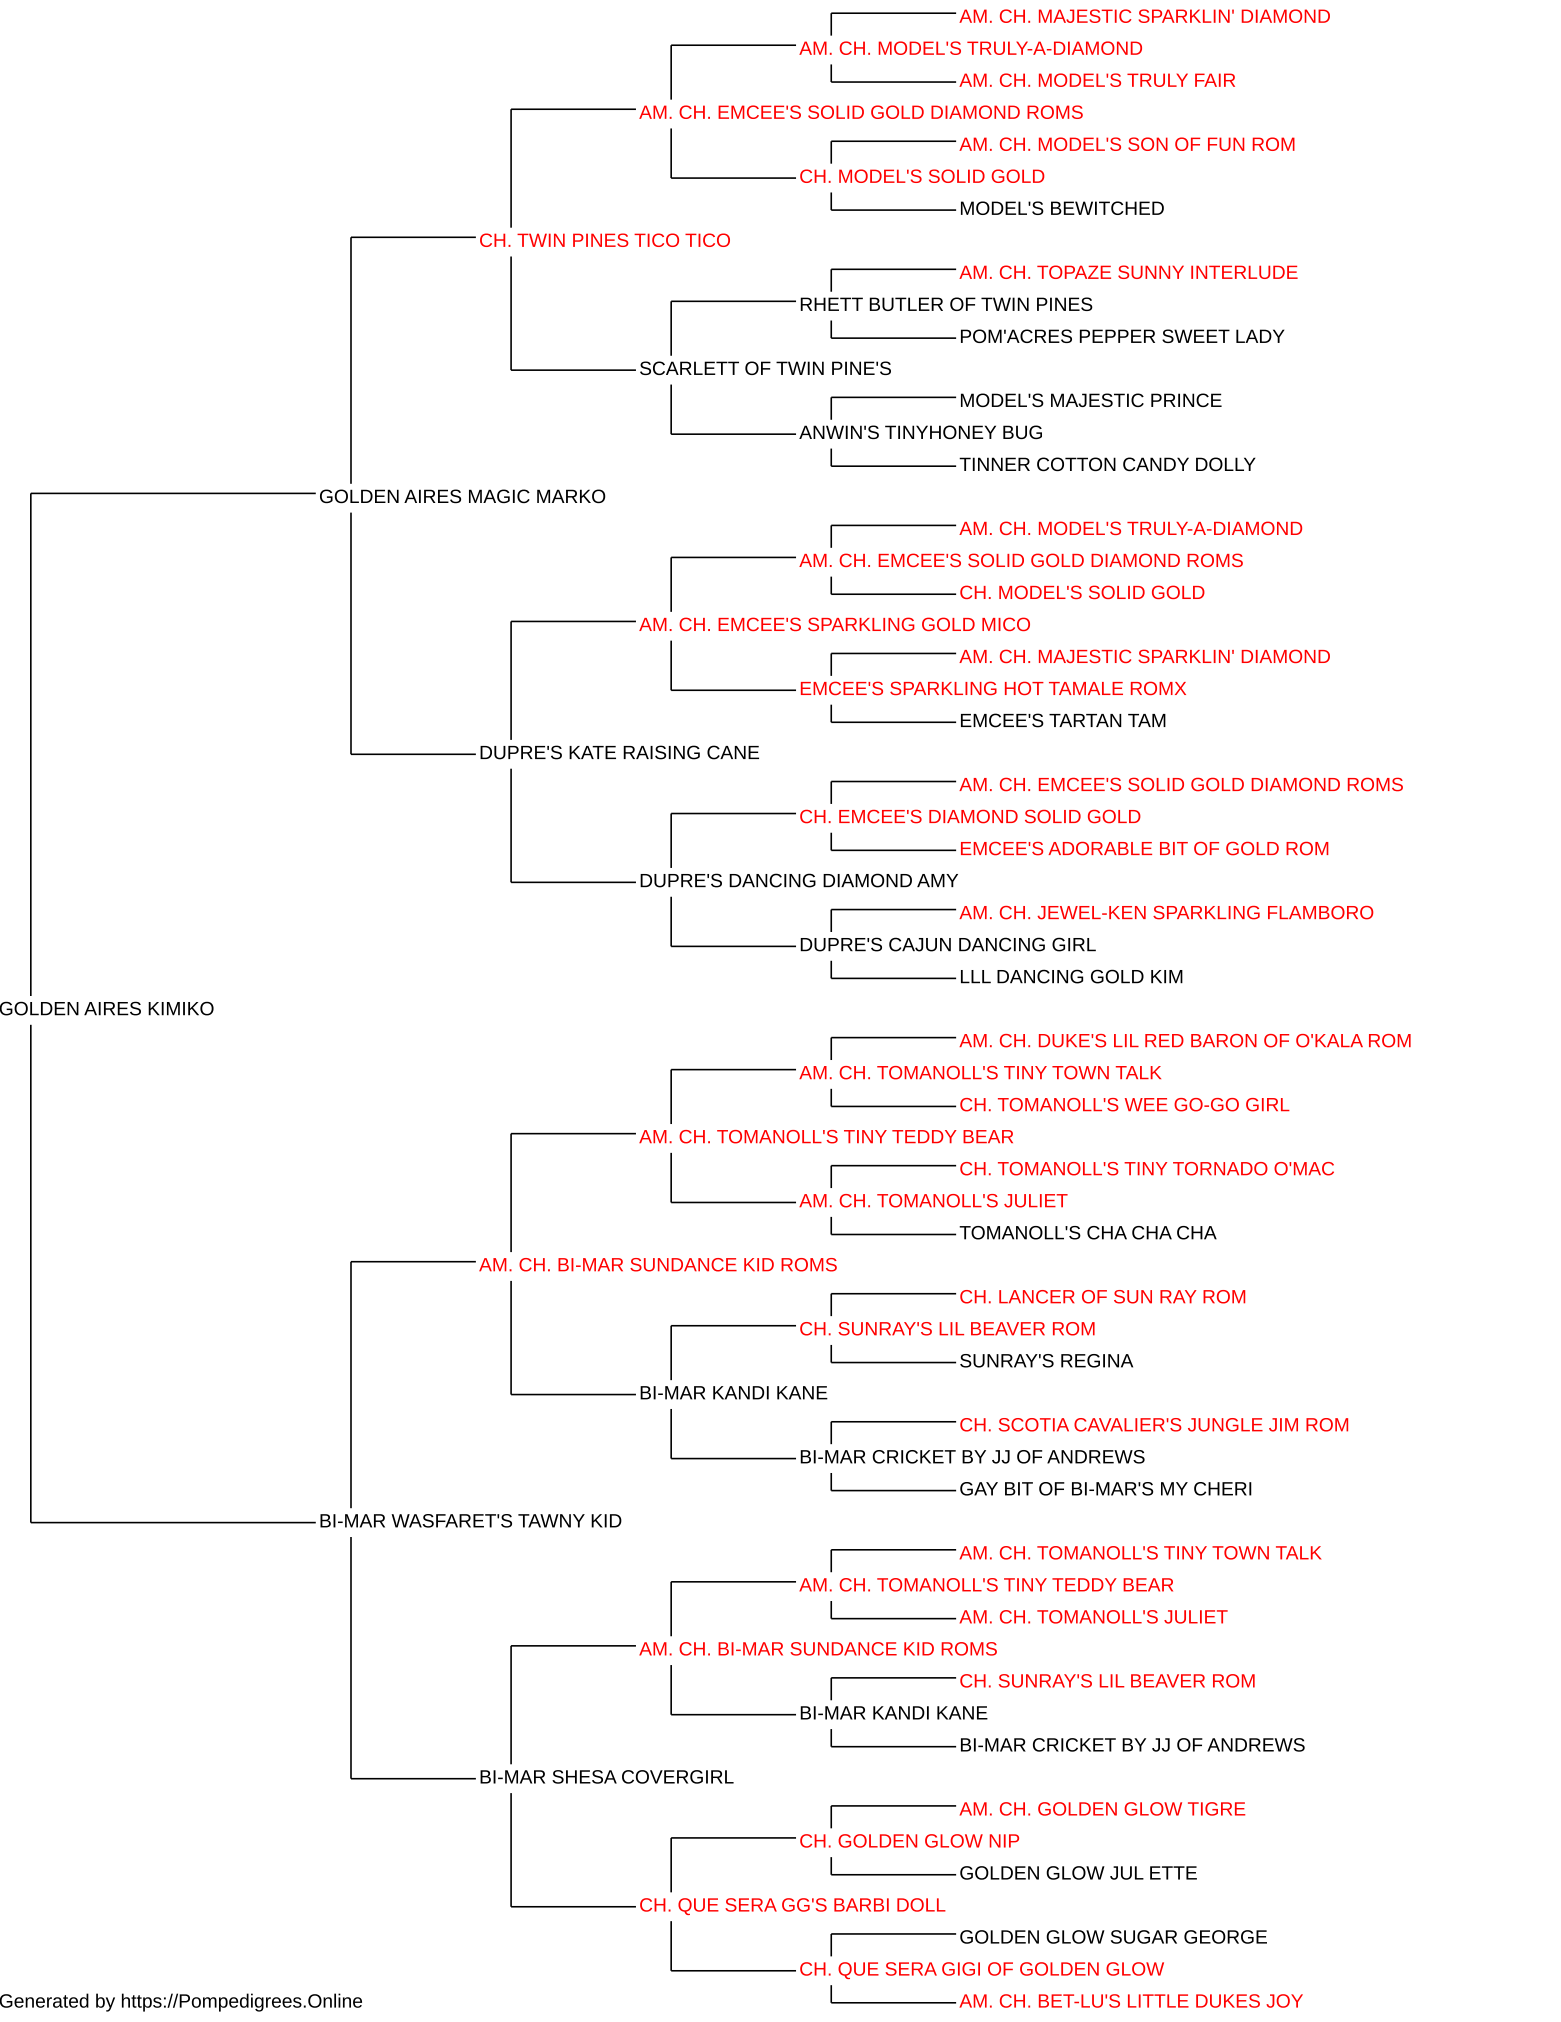 AM. CH. MAJESTIC SPARKLIN' DIAMOND
AM. CH. MODEL'S TRULY-A-DIAMOND
AM. CH. MODEL'S TRULY FAIR
AM. CH. EMCEE'S SOLID GOLD DIAMOND ROMS
AM. CH. MODEL'S SON OF FUN ROM
CH. MODEL'S SOLID GOLD
MODEL'S BEWITCHED
CH. TWIN PINES TICO TICO
AM. CH. TOPAZE SUNNY INTERLUDE
RHETT BUTLER OF TWIN PINES
POM'ACRES PEPPER SWEET LADY
SCARLETT OF TWIN PINE'S
MODEL'S MAJESTIC PRINCE
ANWIN'S TINYHONEY BUG
TINNER COTTON CANDY DOLLY
GOLDEN AIRES MAGIC MARKO
AM. CH. MODEL'S TRULY-A-DIAMOND
AM. CH. EMCEE'S SOLID GOLD DIAMOND ROMS
CH. MODEL'S SOLID GOLD
AM. CH. EMCEE'S SPARKLING GOLD MICO
AM. CH. MAJESTIC SPARKLIN' DIAMOND
EMCEE'S SPARKLING HOT TAMALE ROMX
EMCEE'S TARTAN TAM
DUPRE'S KATE RAISING CANE
AM. CH. EMCEE'S SOLID GOLD DIAMOND ROMS
CH. EMCEE'S DIAMOND SOLID GOLD
EMCEE'S ADORABLE BIT OF GOLD ROM
DUPRE'S DANCING DIAMOND AMY
AM. CH. JEWEL-KEN SPARKLING FLAMBORO
DUPRE'S CAJUN DANCING GIRL
LLL DANCING GOLD KIM
GOLDEN AIRES KIMIKO
AM. CH. DUKE'S LIL RED BARON OF O'KALA ROM
AM. CH. TOMANOLL'S TINY TOWN TALK
CH. TOMANOLL'S WEE GO-GO GIRL
AM. CH. TOMANOLL'S TINY TEDDY BEAR
CH. TOMANOLL'S TINY TORNADO O'MAC
AM. CH. TOMANOLL'S JULIET
TOMANOLL'S CHA CHA CHA
AM. CH. BI-MAR SUNDANCE KID ROMS
CH. LANCER OF SUN RAY ROM
CH. SUNRAY'S LIL BEAVER ROM
SUNRAY'S REGINA
BI-MAR KANDI KANE
CH. SCOTIA CAVALIER'S JUNGLE JIM ROM
BI-MAR CRICKET BY JJ OF ANDREWS
GAY BIT OF BI-MAR'S MY CHERI
BI-MAR WASFARET'S TAWNY KID
AM. CH. TOMANOLL'S TINY TOWN TALK
AM. CH. TOMANOLL'S TINY TEDDY BEAR
AM. CH. TOMANOLL'S JULIET
AM. CH. BI-MAR SUNDANCE KID ROMS
CH. SUNRAY'S LIL BEAVER ROM
BI-MAR KANDI KANE
BI-MAR CRICKET BY JJ OF ANDREWS
BI-MAR SHESA COVERGIRL
AM. CH. GOLDEN GLOW TIGRE
CH. GOLDEN GLOW NIP
GOLDEN GLOW JUL ETTE
CH. QUE SERA GG'S BARBI DOLL
GOLDEN GLOW SUGAR GEORGE
CH. QUE SERA GIGI OF GOLDEN GLOW
AM. CH. BET-LU'S LITTLE DUKES JOY
Generated by https://Pompedigrees.Online